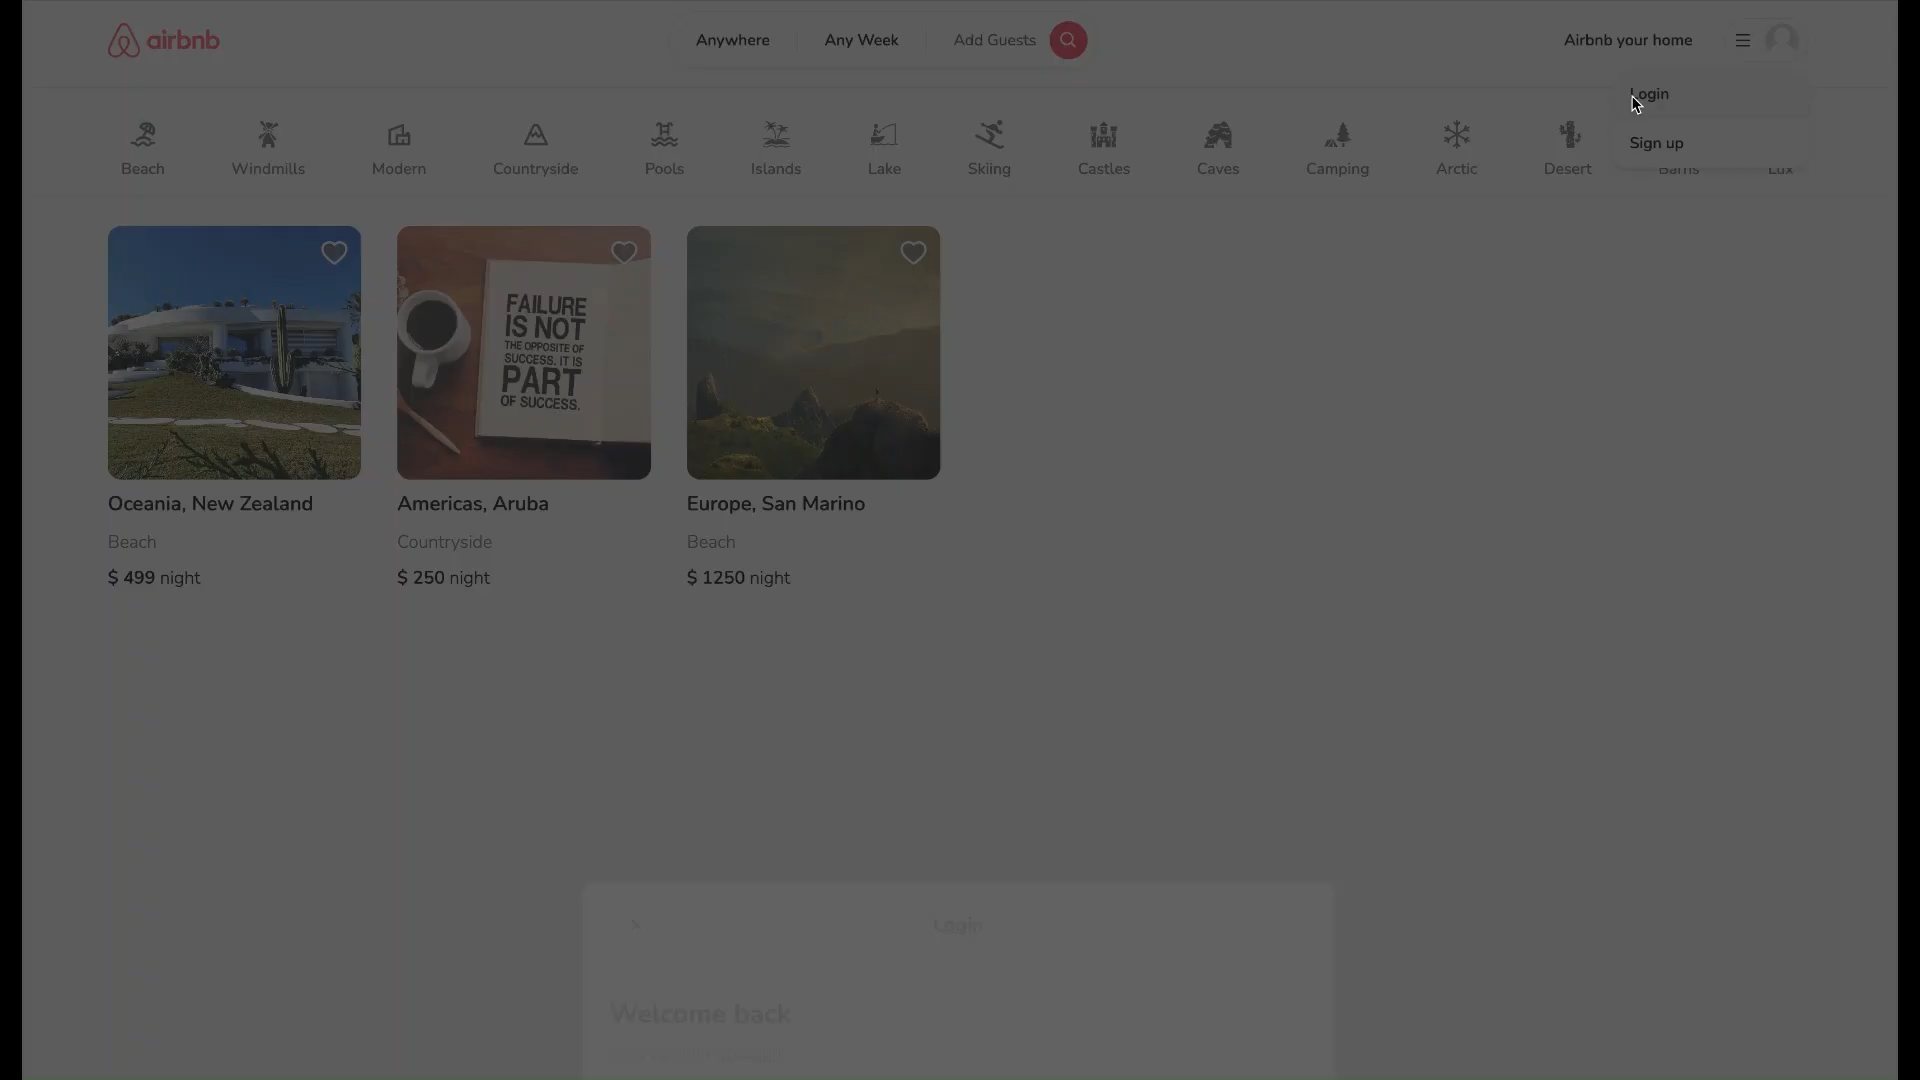 airbnb
Anywhere
Any Week
Add Guests
Airbnb your home
Login
Sign up
Beach
Windmills
Modern
Countryside
Pools
Islands
Lake
Skiing
Castles
Caves
Camping
Arctic
Desert
Barns
Lux
FAILURE
IS NOT
THE OPPOSITE OF
SUCCESS. IT IS
PART
OF SUCCESS.
Oceania, New Zealand
Beach
$ 499 night
Americas, Aruba
Countryside
$ 250 night
Europe, San Marino
Beach
$ 1250 night
Login
Welcome back